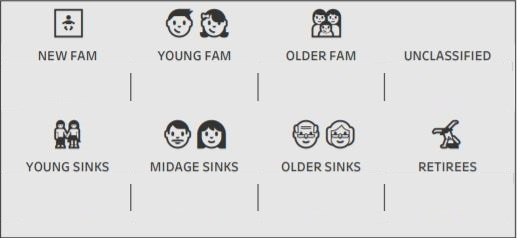 NEW FAM YOUNG FAM OLDER FAM UNCLASSIFIED
YOUNG SINKS MIDAGE SINKS OLDER SINKS RETIREES